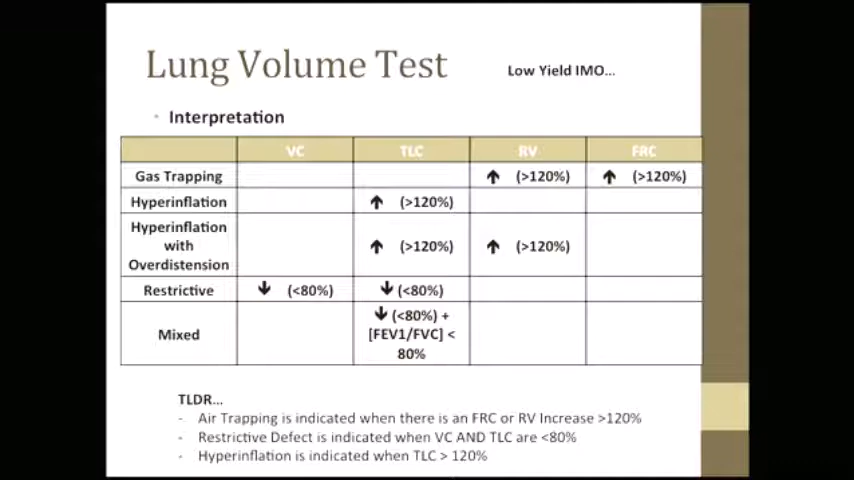 Lung Volume Test
Low Yield IMO...
Interpretation
VC TLC RV FRC
Gas Trapping ↑ (>120%) ↑ (>120%)
Hyperinflation ↑ (>120%)
Hyperinflation
with
Overdistension ↑ (>120%) ↑ (>120%)
Restrictive ↓ (<80%) ↓ (<80%)
Mixed ↓ (<80%) +
[FEV1/FVC] <
80%
TLDR...
- Air Trapping is indicated when there is an FRC or RV Increase >120%
- Restrictive Defect is indicated when VC AND TLC are <80%
- Hyperinflation is indicated when TLC > 120%